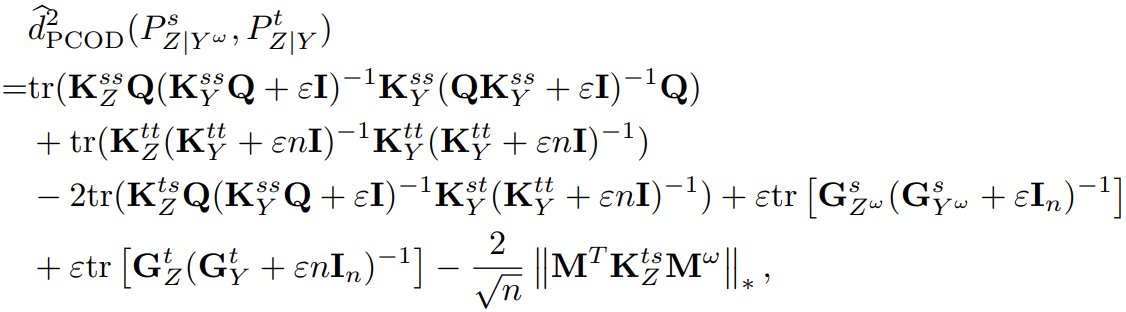 \widehat{d}^2_{\mathrm{PCOD}}(P^s_{Z|Y^\omega}, P^t_{Z|Y})
=\mathrm{tr}(\mathbf{K}^{ss}_Z\mathbf{Q}(\mathbf{K}^{ss}_Y\mathbf{Q} + \varepsilon\mathbf{I})^{-1}\mathbf{K}^{ss}_Y(\mathbf{Q}\mathbf{K}^{ss}_Y + \varepsilon\mathbf{I})^{-1}\mathbf{Q})
+ \mathrm{tr}(\mathbf{K}^{tt}_Z(\mathbf{K}^{tt}_Y + \varepsilon n\mathbf{I})^{-1}\mathbf{K}^{tt}_Y(\mathbf{K}^{tt}_Y + \varepsilon n\mathbf{I})^{-1})
- 2\mathrm{tr}(\mathbf{K}^{ts}_Z\mathbf{Q}(\mathbf{K}^{ss}_Y\mathbf{Q} + \varepsilon\mathbf{I})^{-1}\mathbf{K}^{st}_Y(\mathbf{K}^{tt}_Y + \varepsilon n\mathbf{I})^{-1}) + \varepsilon\mathrm{tr}\left[\mathbf{G}^s_{Z^\omega}(\mathbf{G}^s_{Y^\omega} + \varepsilon\mathbf{I}_n)^{-1}\right]
+ \varepsilon\mathrm{tr}\left[\mathbf{G}^t_Z(\mathbf{G}^t_Y + \varepsilon n\mathbf{I}_n)^{-1}\right] - \frac{2}{\sqrt{n}}\left\|\mathbf{M}^T\mathbf{K}^{ts}_Z\mathbf{M}^\omega\right\|_*,